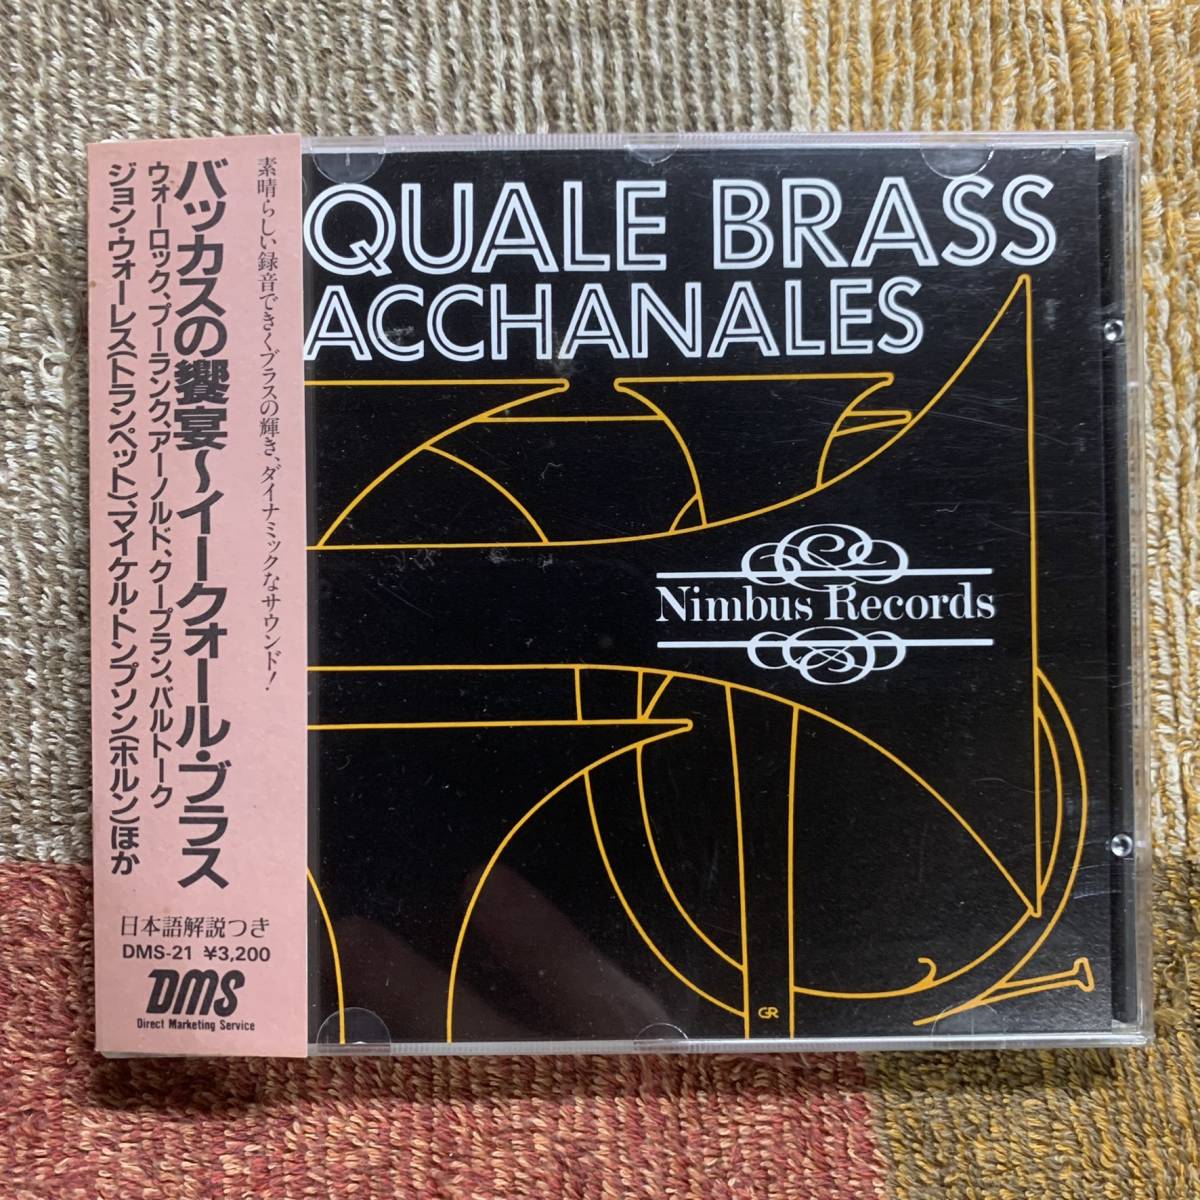 素晴らしい録音できくブラスの輝き、ダイナミックなサウンド!
バッカスの饗宴～イークォール・ブラス
ウォーロック、プーランク、アーノルド、クープラン、バルトーク
ジョン・ウォーレス(トランペット)、マイケル・トンプソン(ホルン)ほか
日本語解説つき
DMS-21 ¥3,200
DMS
Direct Marketing Service
QUALE BRASS
ACCHANALES
Nimbus Records
GR